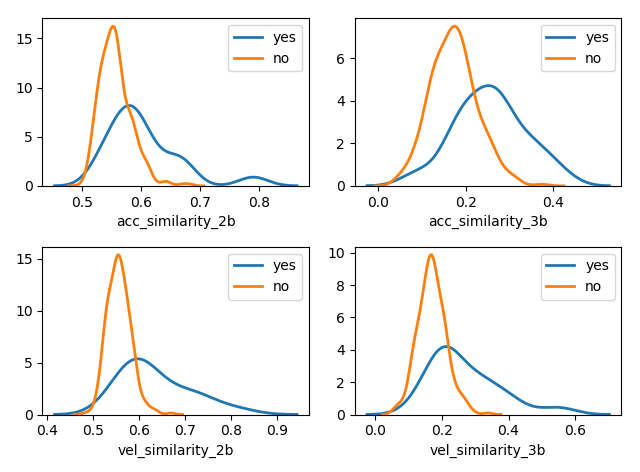 15
10
5
0
yes
no
0.5
0.6
0.7
0.8
acc_similarity_2b
6
4
2
0
yes
no
0.0
0.2
0.4
acc_similarity_3b
15
10
5
0
yes
no
0.4
0.5
0.6
0.7
0.8
0.9
vel_similarity_2b
10
8
6
4
2
0
yes
no
0.0
0.2
0.4
0.6
vel_similarity_3b